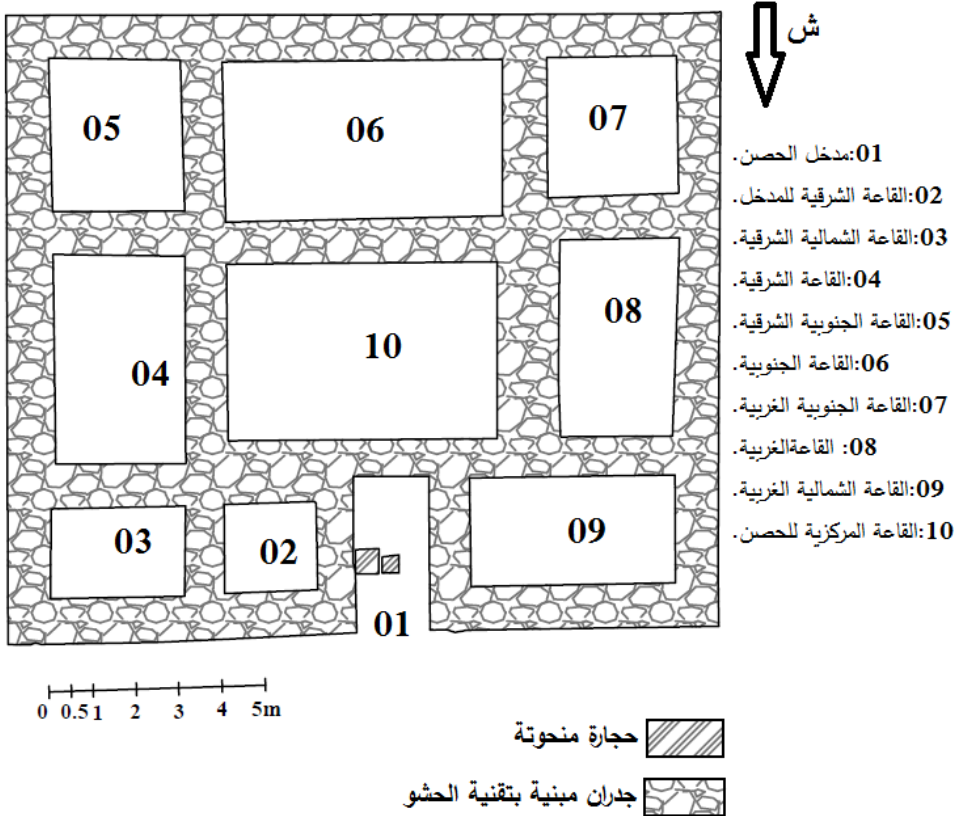 ش
05
06
07
04
10
08
03
02
01
09
01:مدخل الحصن.
02:القاعة الشرقية للمدخل.
03:القاعة الشمالية الشرقية.
04:القاعة الشرقية.
05:القاعة الجنوبية الشرقية.
06:القاعة الجنوبية.
07:القاعة الجنوبية الغربية.
08: القاعةالغربية.
09:القاعة الشمالية الغربية.
10:القاعة المركزية للحصن.
0 0.5 1 2 3 4 5m
حجارة منحوتة
جدران مبنية بتقنية الحشو